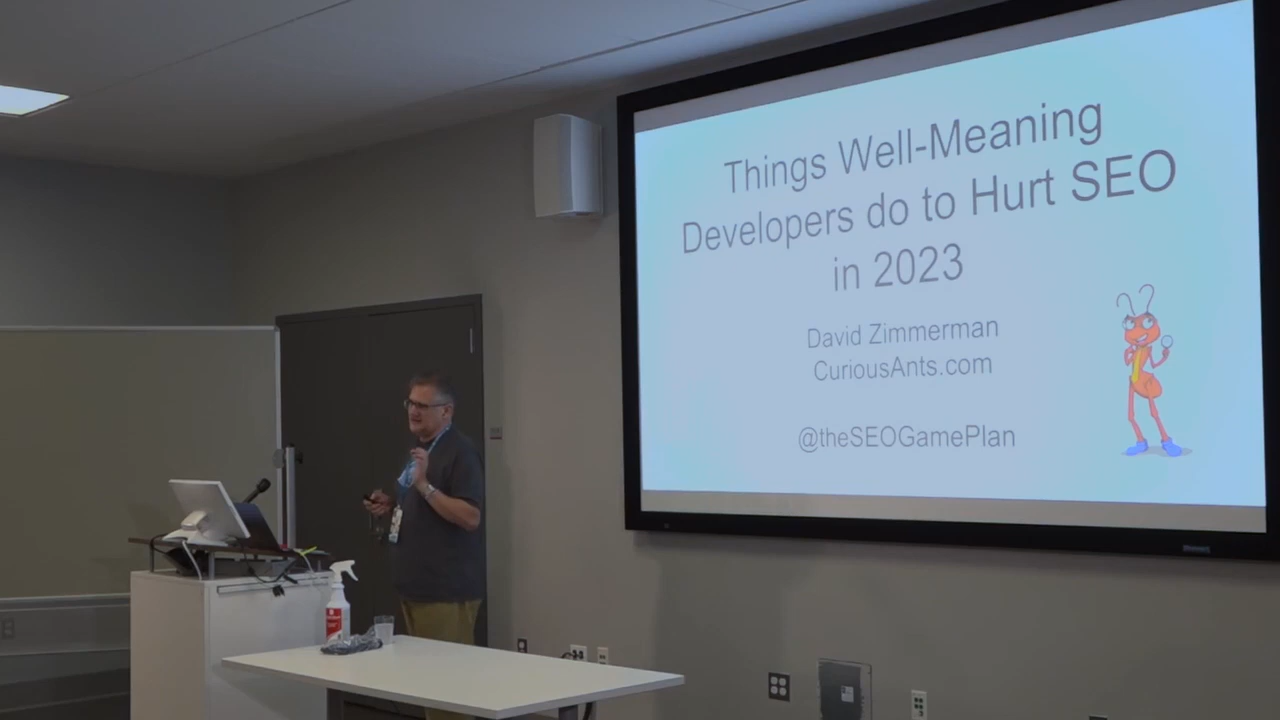 Things Well-Meaning
Developers do to Hurt SEO
in 2023
David Zimmerman
CuriousAnts.com
@theSEOGamePlan